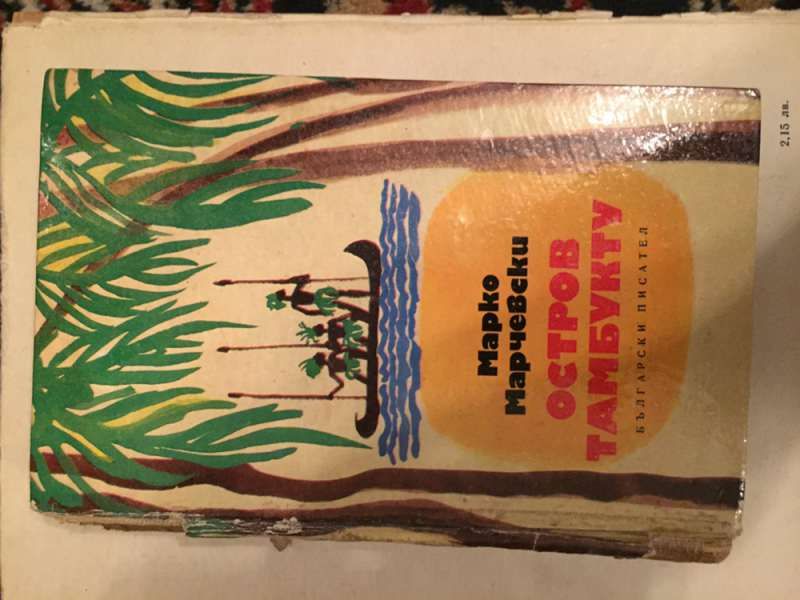 Марко
Марчевски
ОСТРОВ
ТАМБУКТУ
БЪЛГАРСКИ ПИСАТЕЛ
2,15 лв.